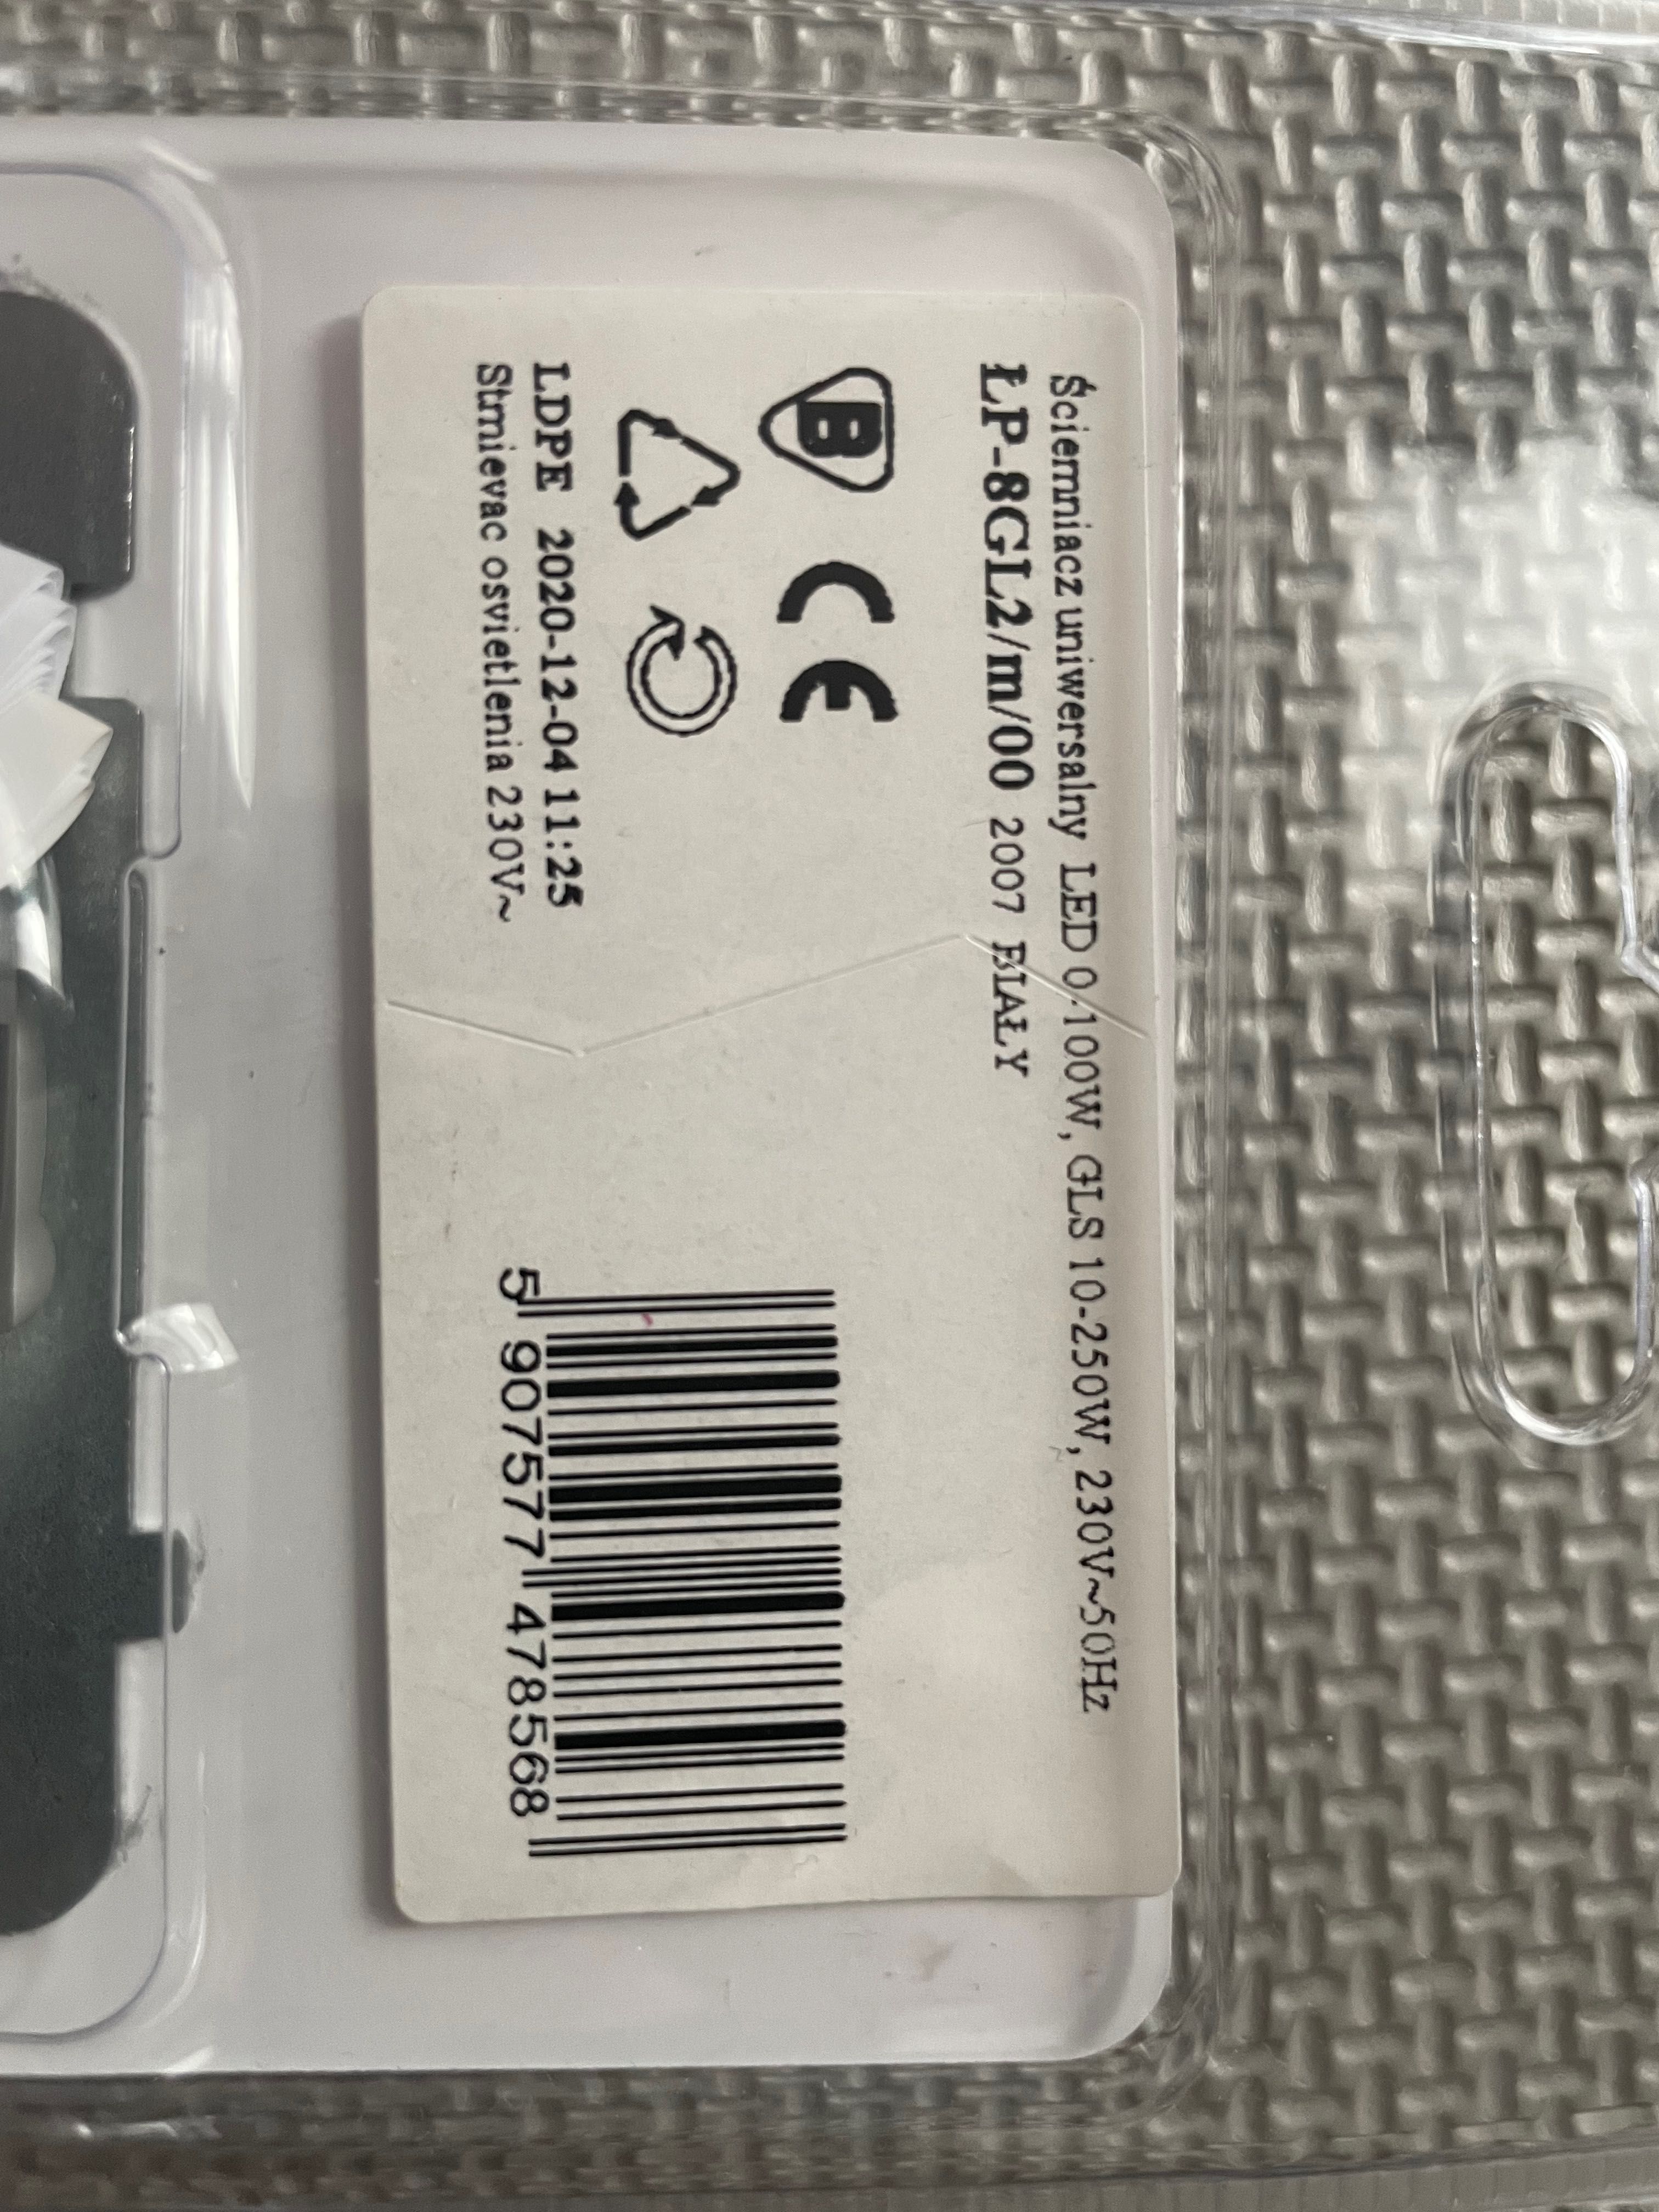 Ściemniacz uniwersalny LED 0-100W, GLS 10-250W, 230V~50Hz
ŁP-8GL2/m/00 2007 BIAŁY
B CE
LDPE 2020-12-04 11:25
Stmievac osvietlenia 230V~
5 907577 478568